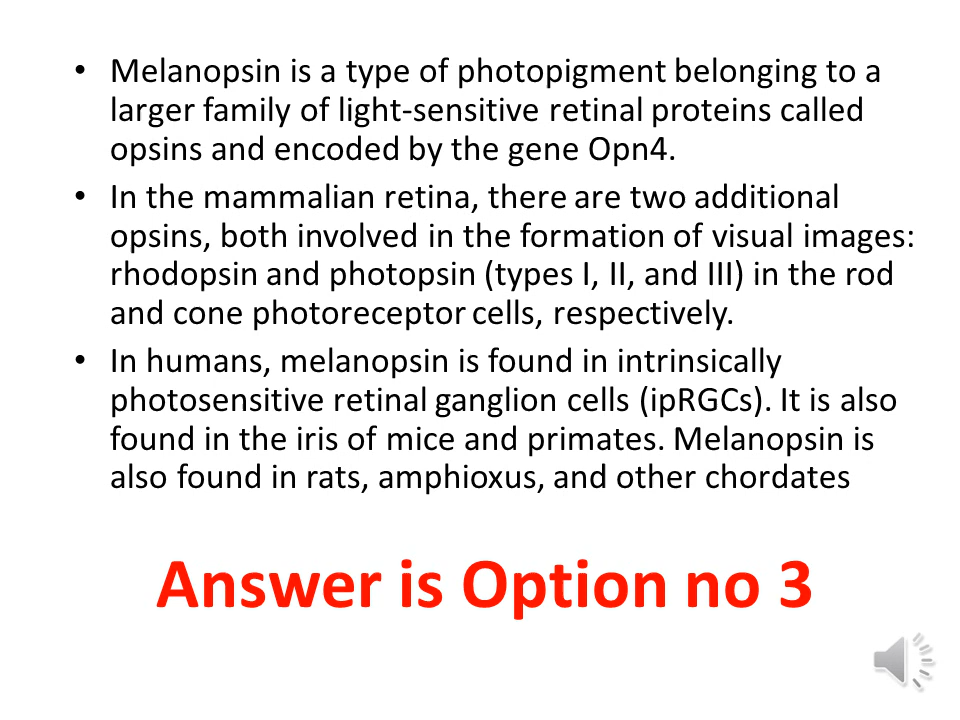 • Melanopsin is a type of photopigment belonging to a
larger family of light-sensitive retinal proteins called
opsins and encoded by the gene Opn4.
• In the mammalian retina, there are two additional
opsins, both involved in the formation of visual images:
rhodopsin and photopsin (types I, II, and III) in the rod
and cone photoreceptor cells, respectively.
• In humans, melanopsin is found in intrinsically
photosensitive retinal ganglion cells (ipRGCs). It is also
found in the iris of mice and primates. Melanopsin is
also found in rats, amphioxus, and other chordates
Answer is Option no 3